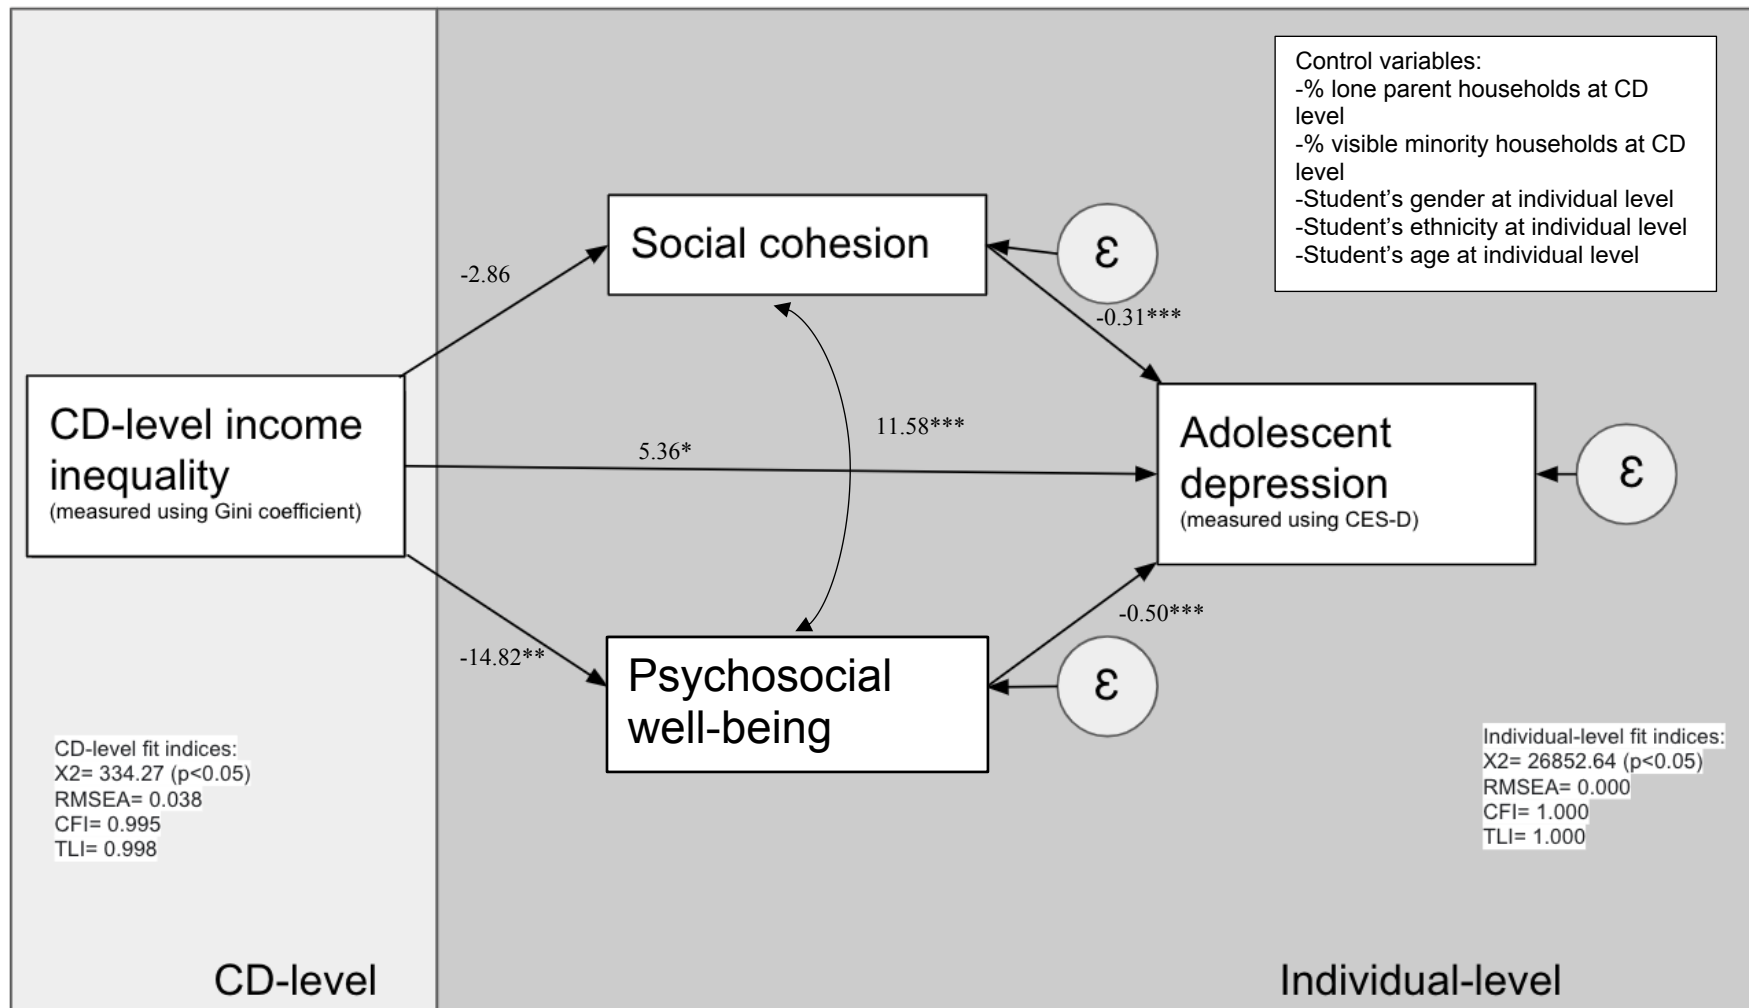 Control variables:
-% lone parent households at CD
level
-% visible minority households at CD
level
-Student’s gender at individual level
-Student’s ethnicity at individual level
-Student’s age at individual level
Social cohesion
ε
-2.86
-0.31***
CD-level income
inequality
(measured using Gini coefficient)
5.36*
11.58***
Adolescent
depression
(measured using CES-D)
ε
-14.82**
-0.50***
Psychosocial
well-being
ε
CD-level fit indices:
X2= 334.27 (p<0.05)
RMSEA= 0.038
CFI= 0.995
TLI= 0.998
Individual-level fit indices:
X2= 26852.64 (p<0.05)
RMSEA= 0.000
CFI= 1.000
TLI= 1.000
CD-level
Individual-level